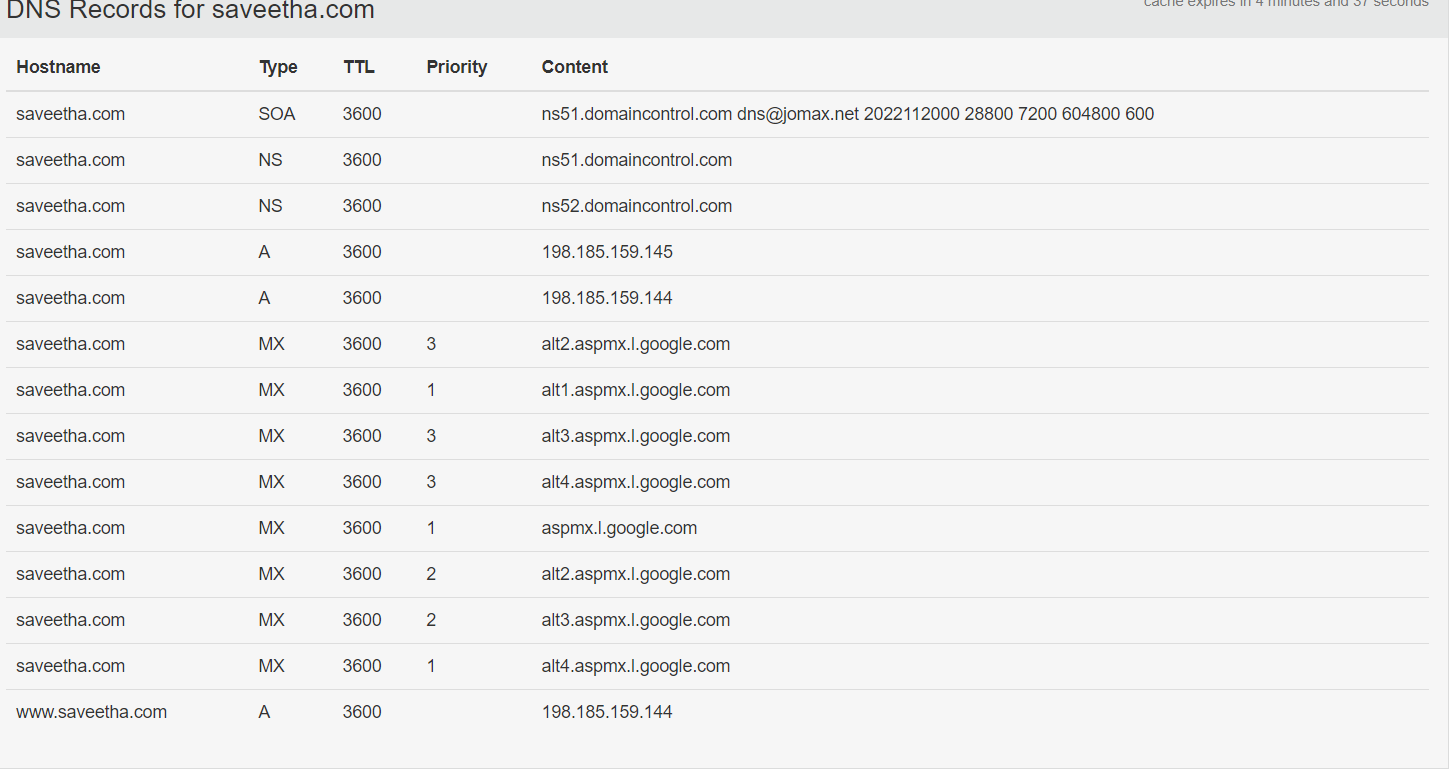 DNS Records for saveetha.com
cache expires in 4 minutes and 37 seconds
Hostname Type TTL Priority Content
saveetha.com SOA 3600 ns51.domaincontrol.com dns@jomax.net 2022112000 28800 7200 604800 600
saveetha.com NS 3600 ns51.domaincontrol.com
saveetha.com NS 3600 ns52.domaincontrol.com
saveetha.com A 3600 198.185.159.145
saveetha.com A 3600 198.185.159.144
saveetha.com MX 3600 3 alt2.aspmx.l.google.com
saveetha.com MX 3600 1 alt1.aspmx.l.google.com
saveetha.com MX 3600 3 alt3.aspmx.l.google.com
saveetha.com MX 3600 3 alt4.aspmx.l.google.com
saveetha.com MX 3600 1 aspmx.l.google.com
saveetha.com MX 3600 2 alt2.aspmx.l.google.com
saveetha.com MX 3600 2 alt3.aspmx.l.google.com
saveetha.com MX 3600 1 alt4.aspmx.l.google.com
www.saveetha.com A 3600 198.185.159.144